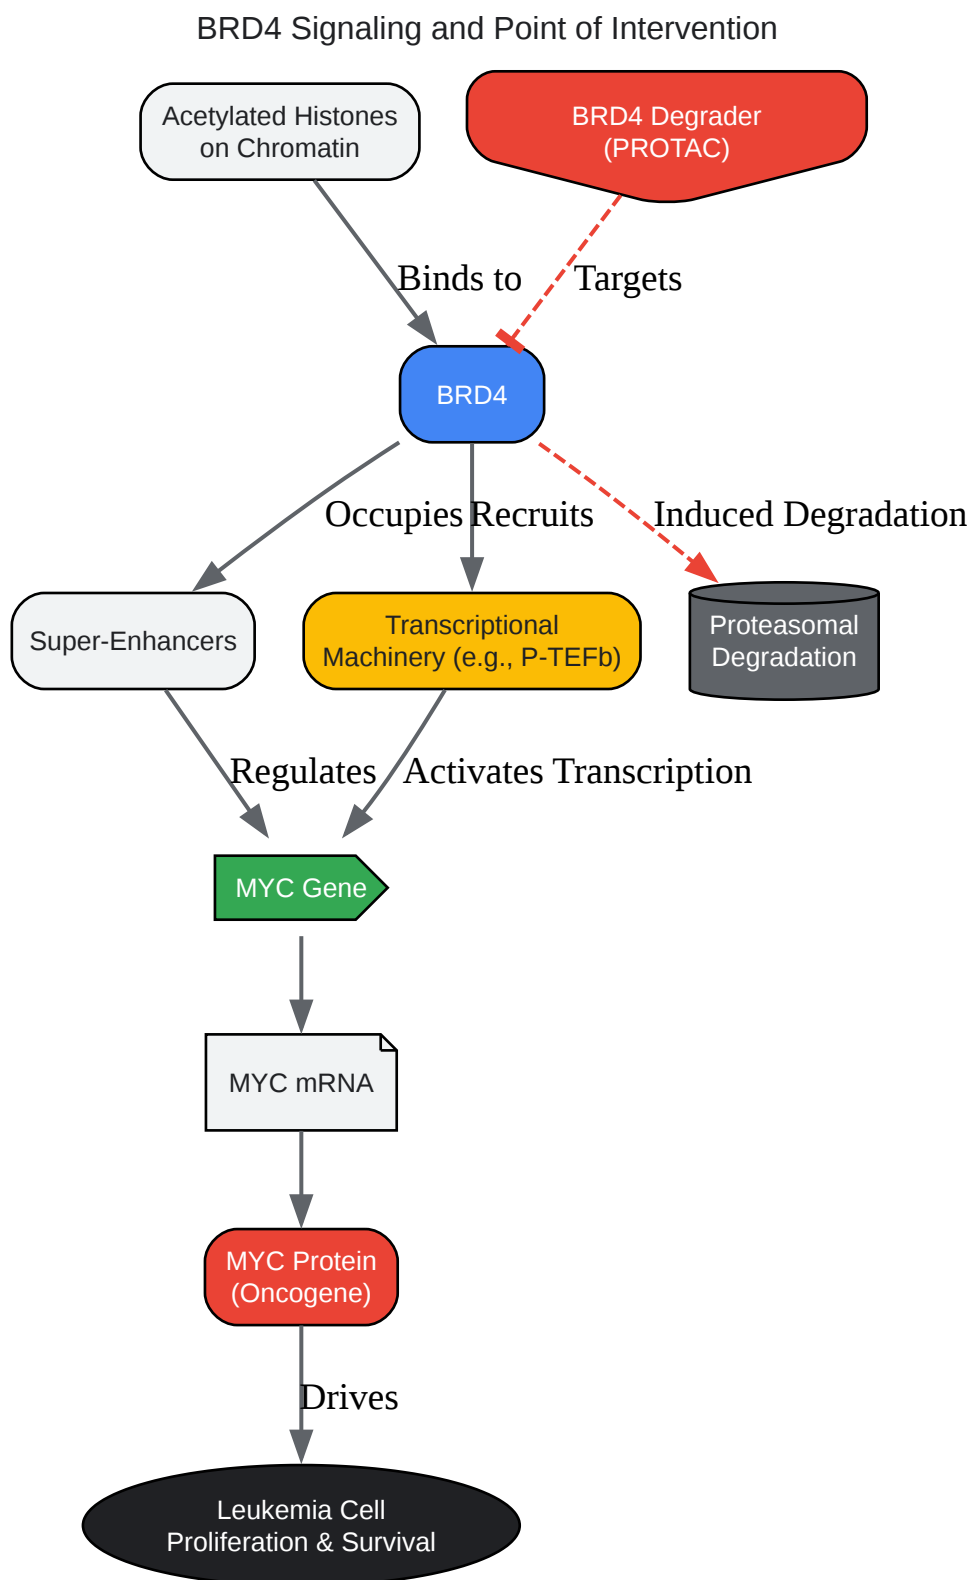 BRD4 Signaling and Point of Intervention
Acetylated Histones
on Chromatin
BRD4 Degrader
(PROTAC)
Binds to
Targets
BRD4
Occupies
Recruits
Induced Degradation
Super-Enhancers
Transcriptional
Machinery (e.g., P-TEFb)
Proteasomal
Degradation
Regulates
Activates Transcription
MYC Gene
MYC mRNA
MYC Protein
(Oncogene)
Drives
Leukemia Cell
Proliferation & Survival